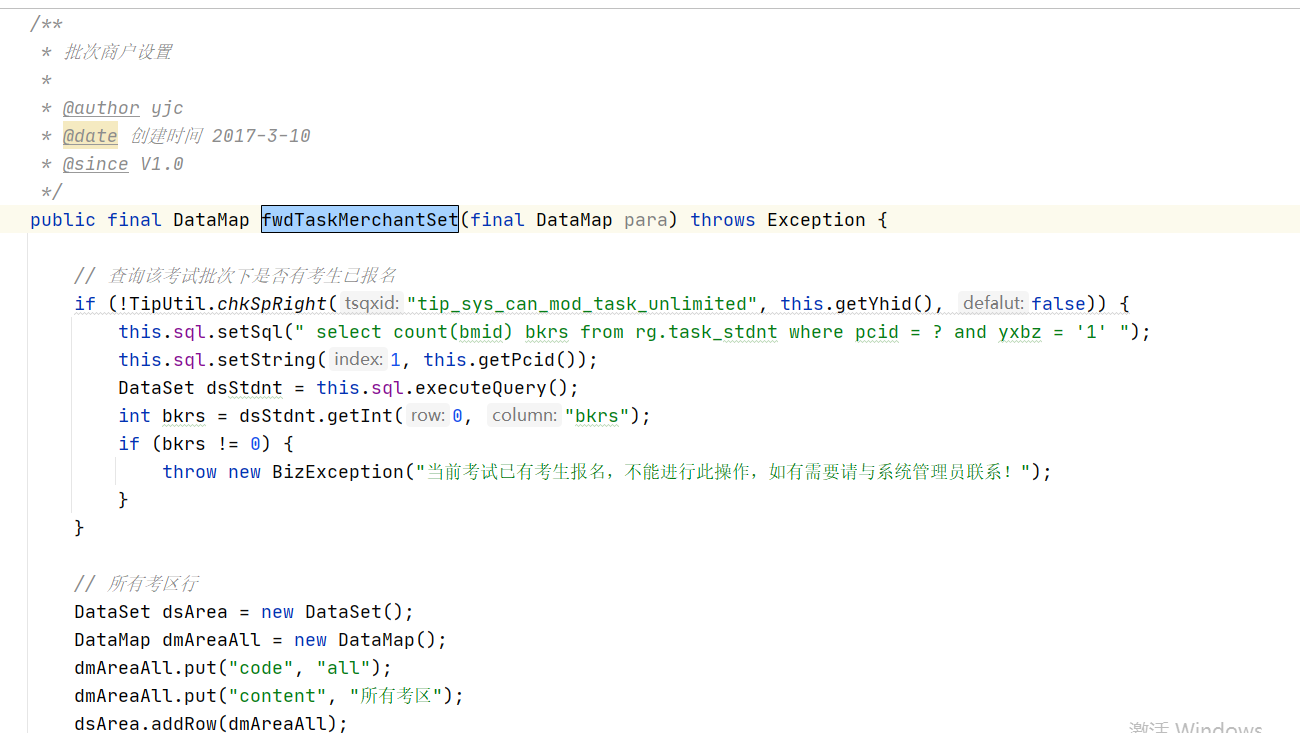 /**
 * 批次商户设置
 *
 * @author yjc
 * @date 创建时间 2017-3-10
 * @since V1.0
 */
public final DataMap fwdTaskMerchantSet(final DataMap para) throws Exception {
// 查询该考试批次下是否有考生已报名
if (!TipUtil.chkSpRight( tsqxid: "tip_sys_can_mod_task_unlimited", this.getYhid(), defalut: false)) {
this.sql.setSql(" select count(bmid) bkrs from rg.task_stdnt where pcid = ? and yxbz = '1' ");
this.sql.setString( index: 1, this.getPcid());
DataSet dsStdnt = this.sql.executeQuery();
int bkrs = dsStdnt.getInt( row: 0, column: "bkrs");
if (bkrs != 0) {
throw new BizException("当前考试已有考生报名，不能进行此操作，如有需要请与系统管理员联系！");
}
}
// 所有考区行
DataSet dsArea = new DataSet();
DataMap dmAreaAll = new DataMap();
dmAreaAll.put("code", "all");
dmAreaAll.put("content", "所有考区");
dsArea.addRow(dmAreaAll);
激活 Windows